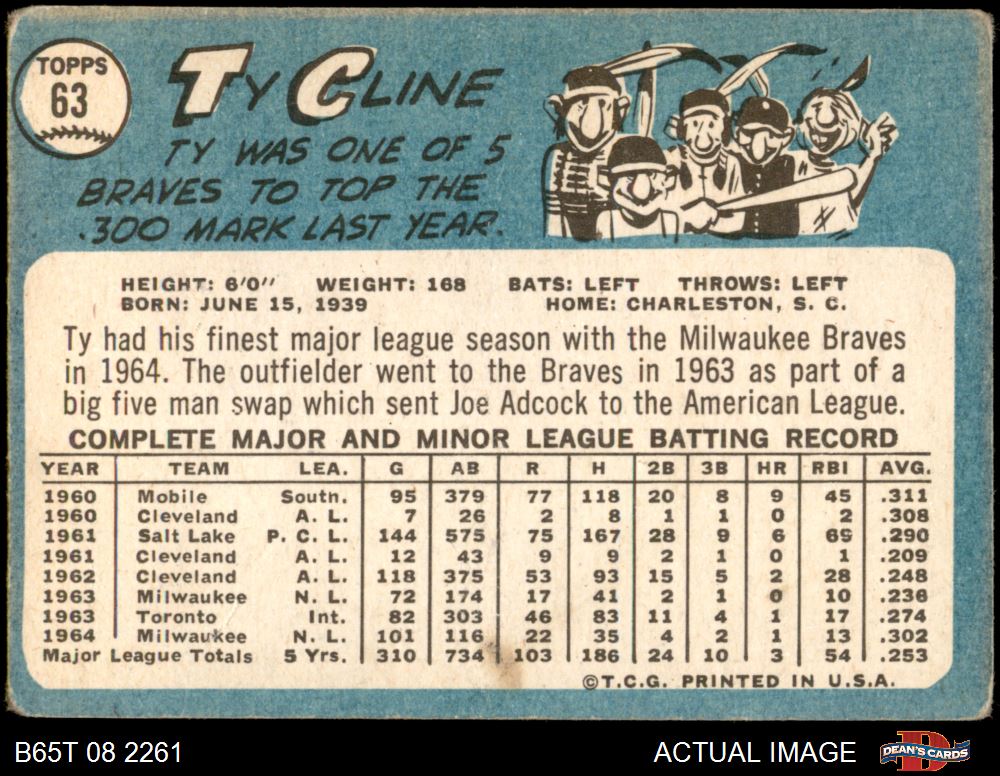 TOPPS
63
TY CLINE
TY WAS ONE OF 5
BRAVES TO TOP THE
.300 MARK LAST YEAR.
HEIGHT: 6'0" WEIGHT: 168 BATS: LEFT THROWS: LEFT
BORN: JUNE 15, 1939 HOME: CHARLESTON, S. C.
Ty had his finest major league season with the Milwaukee Braves
in 1964. The outfielder went to the Braves in 1963 as part of a
big five man swap which sent Joe Adcock to the American League.
COMPLETE MAJOR AND MINOR LEAGUE BATTING RECORD
YEAR TEAM LEA. G AB R H 2B 3B HR RBI AVG.
1960 Mobile Southn. 95 379 77 118 20 8 9 45 .311
1960 Cleveland A. L. 7 26 2 8 1 1 0 2 .308
1961 Salt Lake P. C. L. 144 575 75 167 28 9 6 69 .290
1961 Cleveland A. L. 12 43 9 9 2 1 0 1 .209
1962 Cleveland A. L. 118 375 53 93 15 5 2 28 .248
1963 Milwaukee N. L. 72 174 17 41 2 1 0 10 .236
1963 Toronto Int. 82 303 46 83 11 4 1 17 .274
1964 Milwaukee N. L. 101 116 22 35 4 2 1 13 .302
Major League Totals 5 Yrs. 310 734 103 186 24 10 3 54 .253
©T.C.G. PRINTED IN U.S.A.
B65T 08 2261 ACTUAL IMAGE DEAN'S CARDS